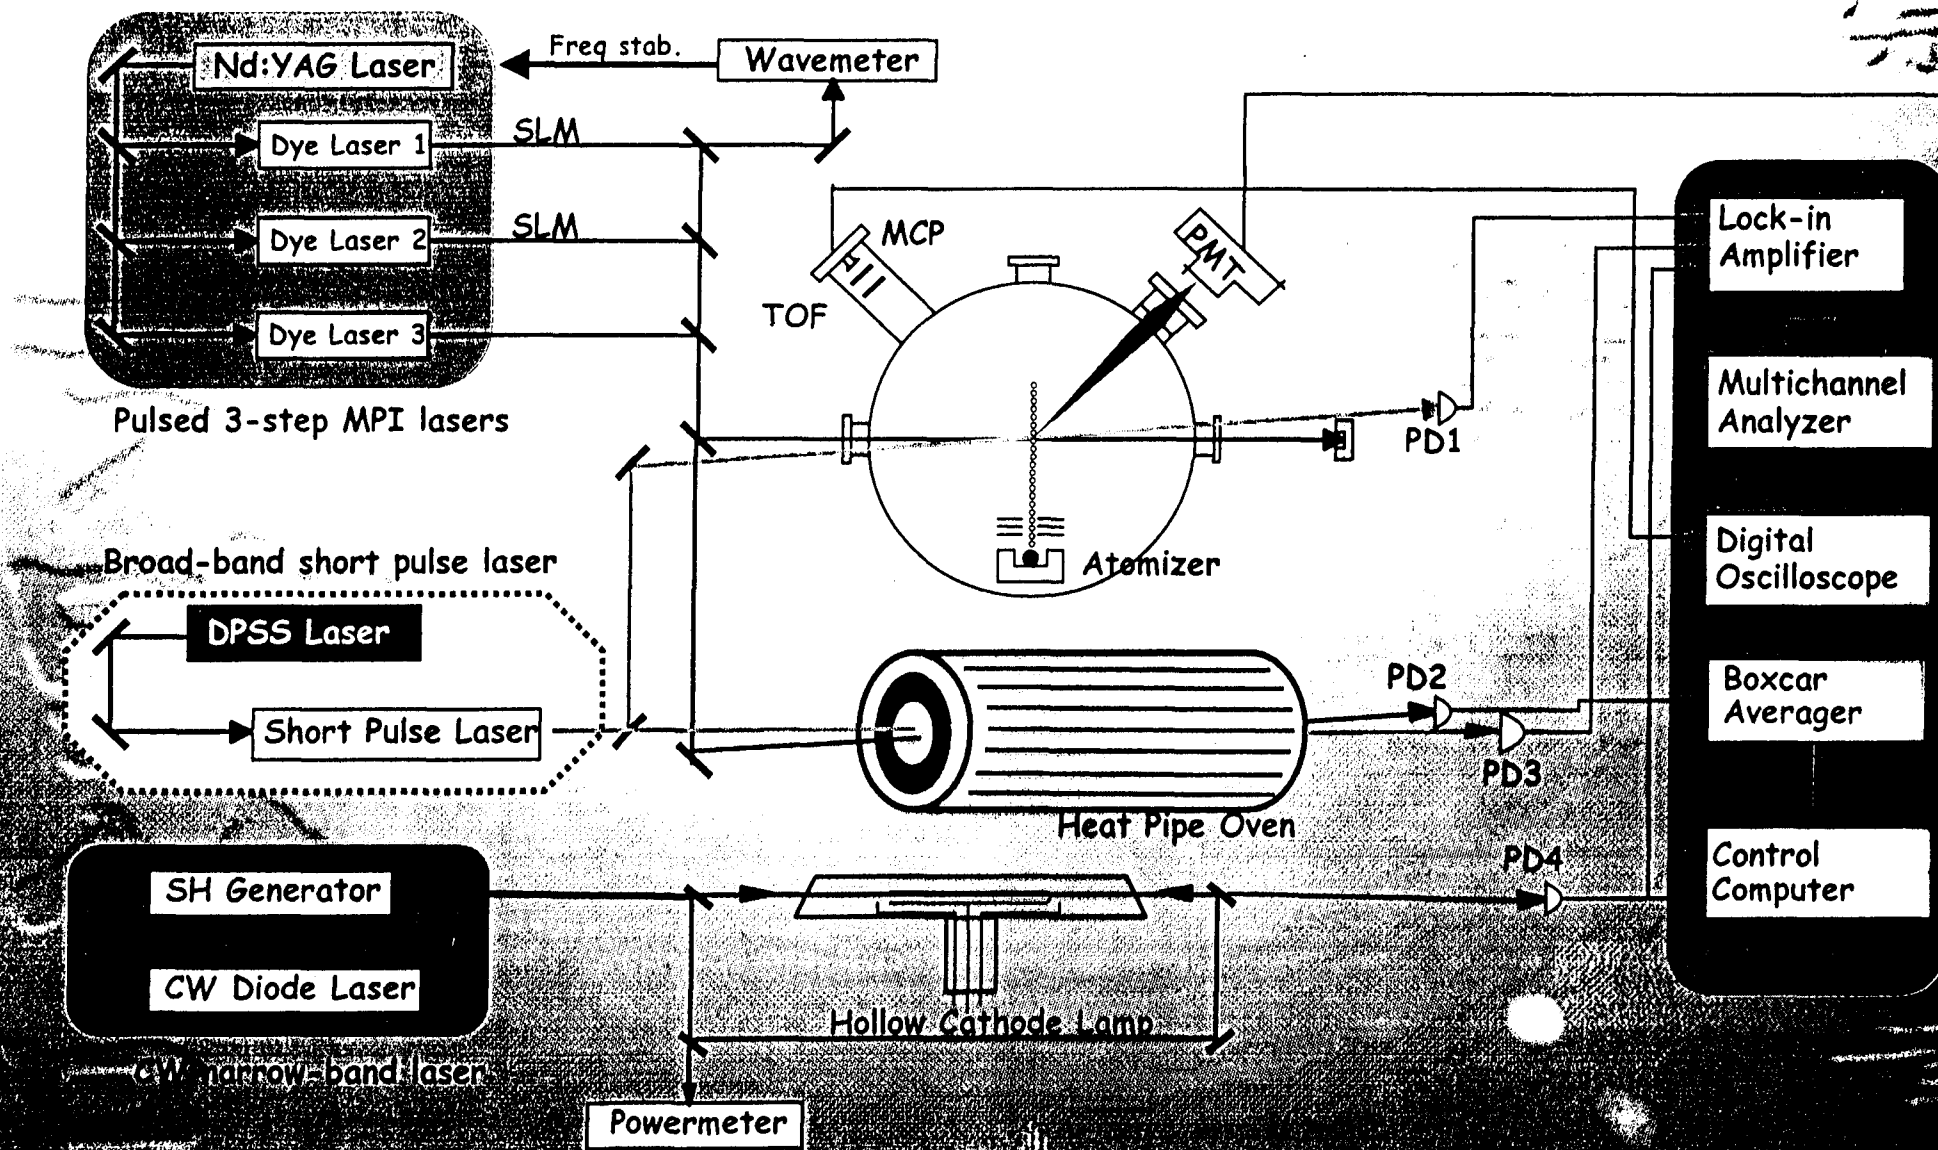 Nd:YAG Laser
Freq stab.
Wavemeter
Dye Laser 1
SLM
Dye Laser 2
SLM
Dye Laser 3
Pulsed 3-step MPI lasers
MCP
TOF
PMT
PD1
Atomizer
Broad-band short pulse laser
DPSS Laser
Short Pulse Laser
PD2
PD3
Heat Pipe Oven
SH Generator
CW Diode Laser
CW narrow-band laser
PD4
Hollow Cathode Lamp
Powermeter
Lock-in
Amplifier
Multichannel
Analyzer
Digital
Oscilloscope
Boxcar
Averager
Control
Computer